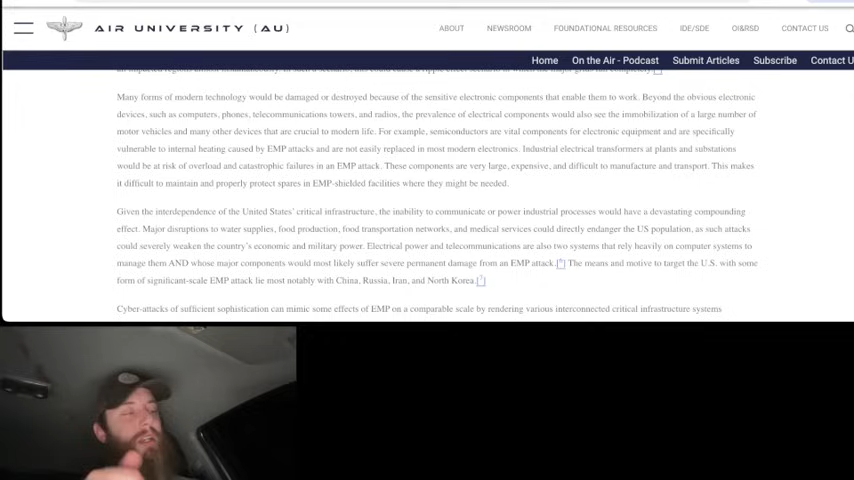 AIR UNIVERSITY (AU)
ABOUT NEWSROOM FOUNDATIONAL RESOURCES IDE/SDE OI&RSD CONTACT US
Home On the Air - Podcast Submit Articles Subscribe Contact U
Many forms of modern technology would be damaged or destroyed because of the sensitive electronic components that enable them to work. Beyond the obvious electronic
devices, such as computers, phones, telecommunications towers, and radios, the prevalence of electrical components would also see the immobilization of a large number of
motor vehicles and many other devices that are crucial to modern life. For example, semiconductors are vital components for electronic equipment and are specifically
vulnerable to internal heating caused by EMP attacks and are not easily replaced in most modern electronics. Industrial electrical transformers at plants and substations
would be at risk of overload and catastrophic failures in an EMP attack. These components are very large, expensive, and difficult to manufacture and transport. This makes
it difficult to maintain and properly protect spares in EMP-shielded facilities where they might be needed.
Given the interdependence of the United States' critical infrastructure, the inability to communicate or power industrial processes would have a devastating compounding
effect. Major disruptions to water supplies, food production, food transportation networks, and medical services could directly endanger the US population, as such attacks
could severely weaken the country's economic and military power. Electrical power and telecommunications are also two systems that rely heavily on computer systems to
manage them AND whose major components would most likely suffer severe permanent damage from an EMP attack.[6] The means and motive to target the U.S. with some
form of significant-scale EMP attack lie most notably with China, Russia, Iran, and North Korea.[7]
Cyber-attacks of sufficient sophistication can mimic some effects of EMP on a comparable scale by rendering various interconnected critical infrastructure systems